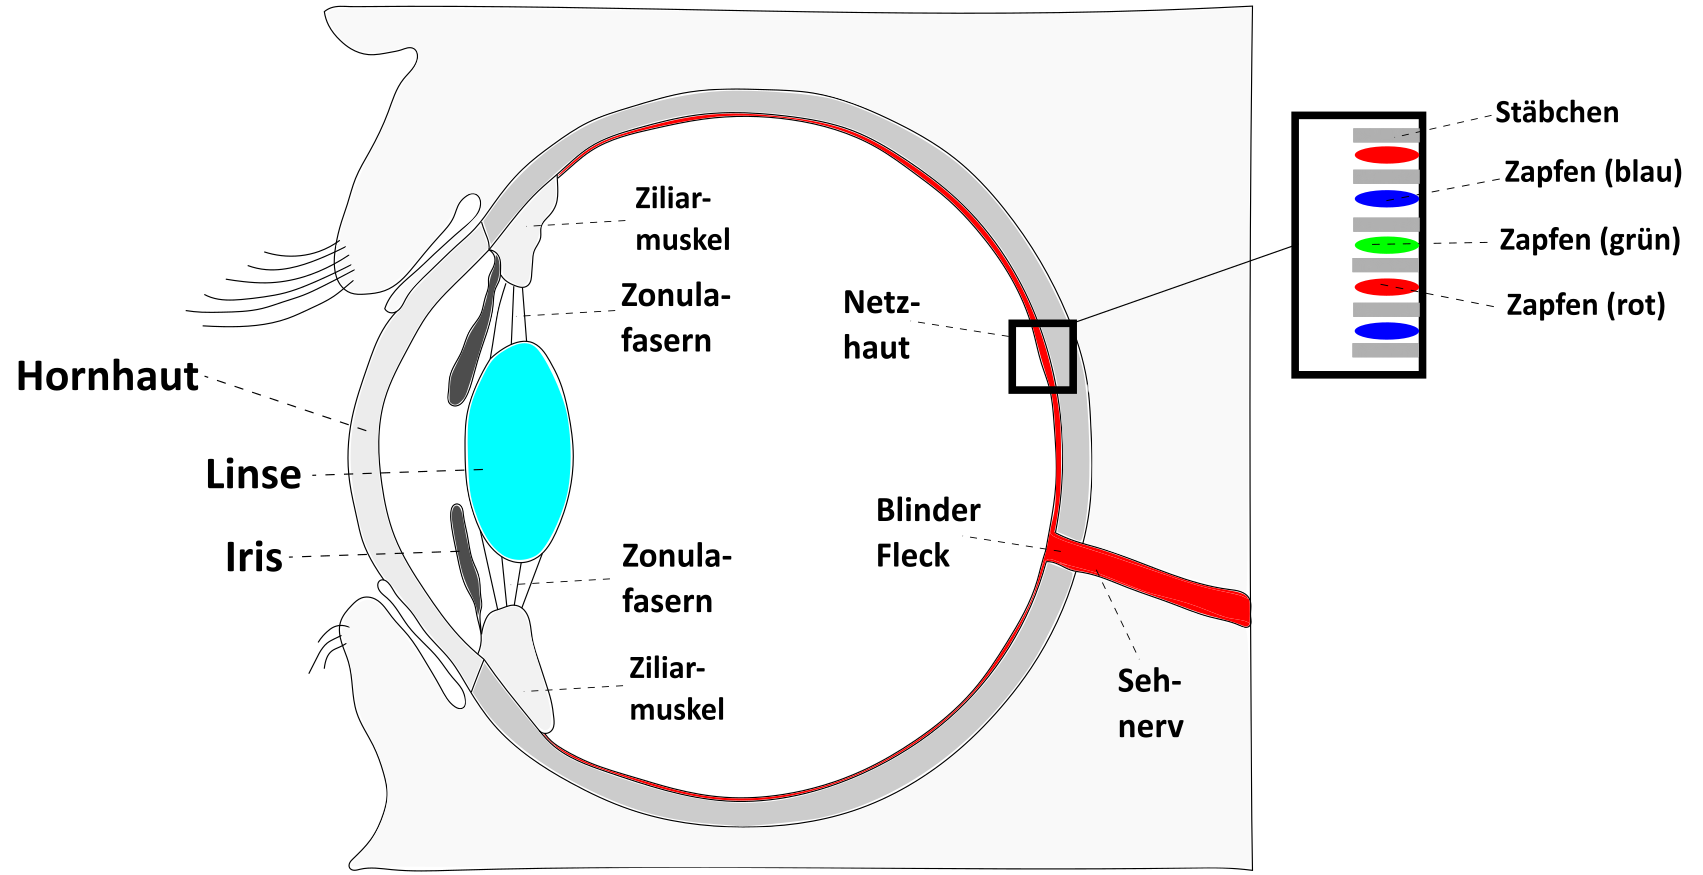 Stäbchen
Zapfen (blau)
Zapfen (grün)
Zapfen (rot)
Ziliar-
muskel
Zonula-
fasern
Netz-
haut
Hornhaut
Linse
Iris
Blinder
Fleck
Zonula-
fasern
Ziliar-
muskel
Seh-
nerv